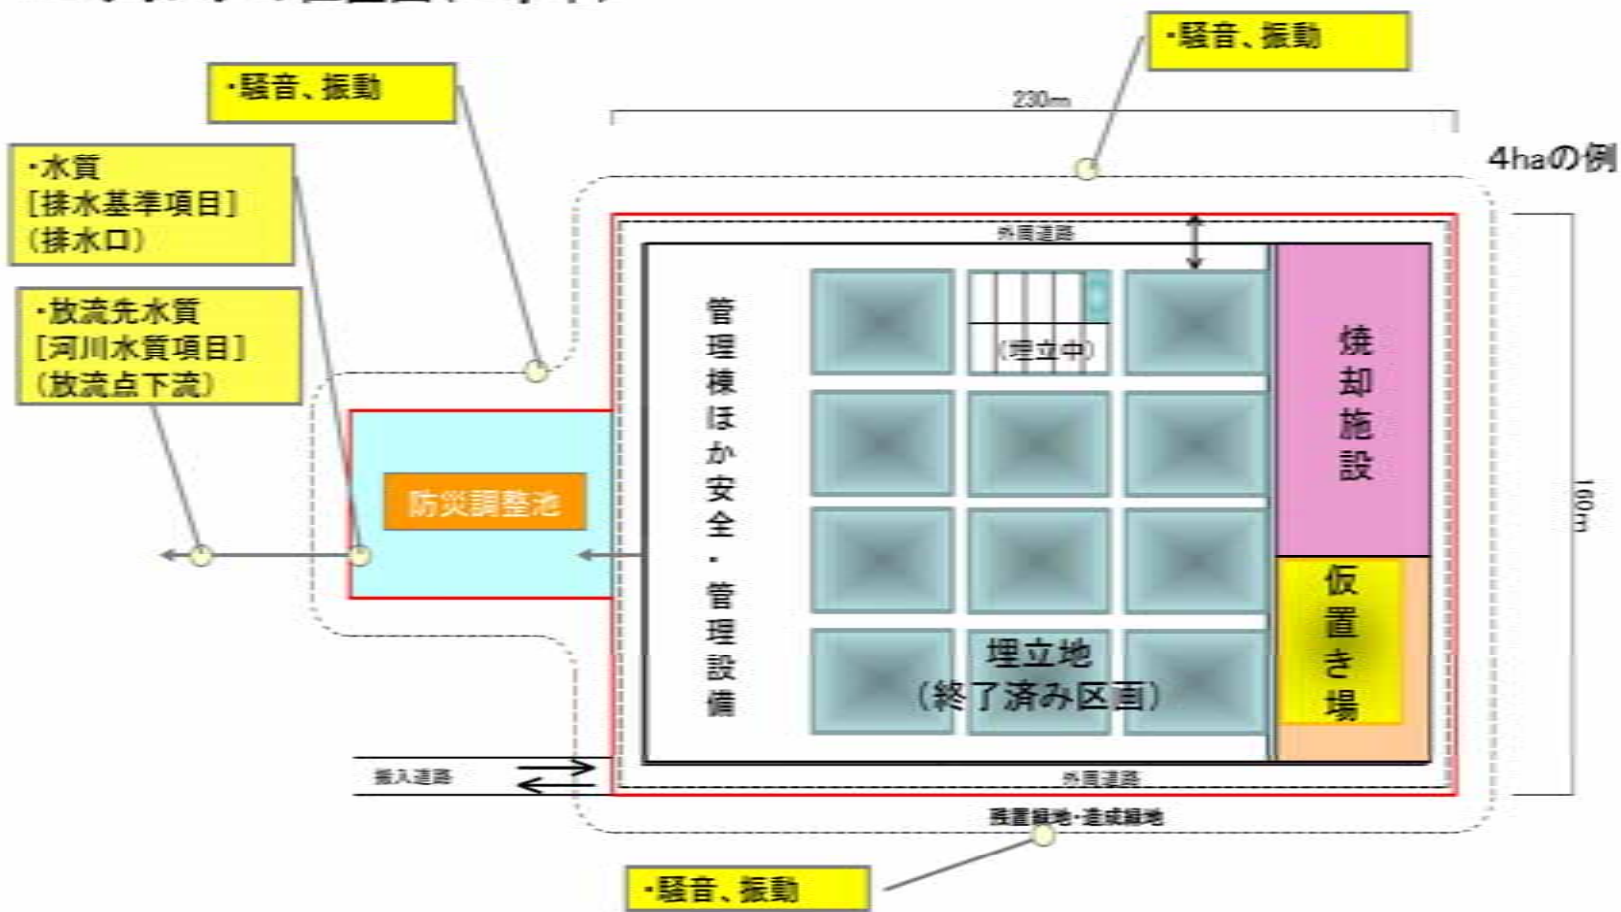 ・騒音、振動
・騒音、振動
230m
4haの例
・水質
[排水基準項目]
(排水口)
・放流先水質
[河川水質項目]
(放流点下流)
外周道路
管理棟ほか安全・管理設備
(埋立中)
焼却施設
防災調整池
160m
仮置き場
埋立地
(終了済み区画)
搬入道路
外周道路
残置緑地・造成緑地
・騒音、振動